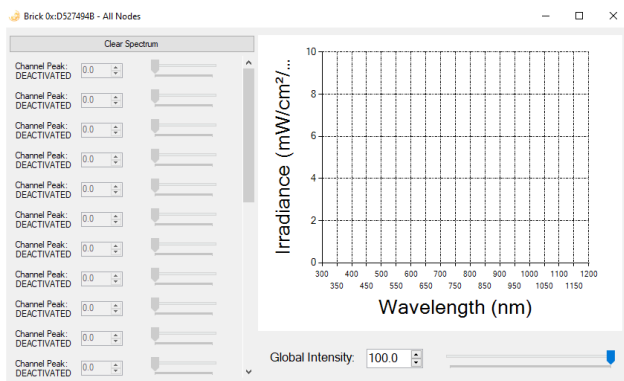 Brick 0x:D527494B - All Nodes
Clear Spectrum
Channel Peak:
DEACTIVATED
0.0
Channel Peak:
DEACTIVATED
0.0
Channel Peak:
DEACTIVATED
0.0
Channel Peak:
DEACTIVATED
0.0
Channel Peak:
DEACTIVATED
0.0
Channel Peak:
DEACTIVATED
0.0
Channel Peak:
DEACTIVATED
0.0
Channel Peak:
DEACTIVATED
0.0
Channel Peak:
DEACTIVATED
0.0
Channel Peak:
DEACTIVATED
0.0
Channel Peak:
DEACTIVATED
0.0
Irradiance (mW/cm²/...
10
8
6
4
2
0
300 400 500 600 700 800 900 1000 1100 1200
350 450 550 650 750 850 950 1050 1150
Wavelength (nm)
Global Intensity: 100.0